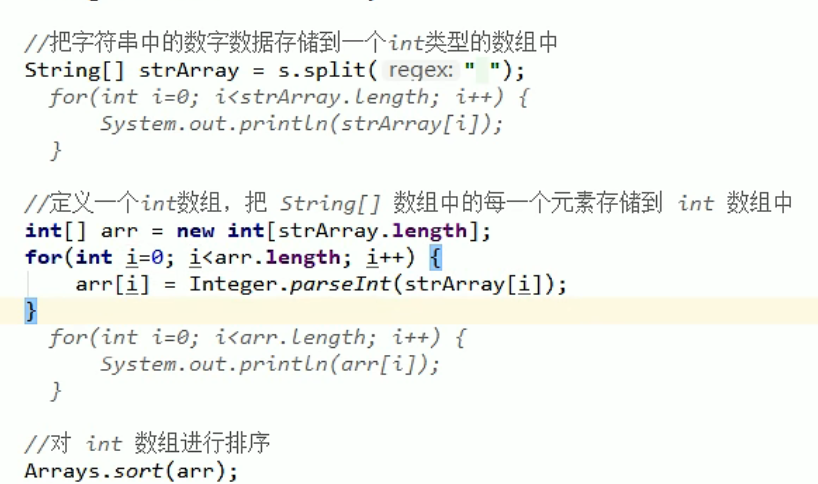 //把字符串中的数字数据存储到一个int类型的数组中
String[] strArray = s.split( regex: " ");
for(int i=0; i<strArray.length; i++) {
System.out.println(strArray[i]);
}
//定义一个int数组，把 String[] 数组中的每一个元素存储到 int 数组中
int[] arr = new int[strArray.length];
for(int i=0; i<arr.length; i++) {
arr[i] = Integer.parseInt(strArray[i]);
}
for(int i=0; i<arr.length; i++) {
System.out.println(arr[i]);
}
//对 int 数组进行排序
Arrays.sort(arr);